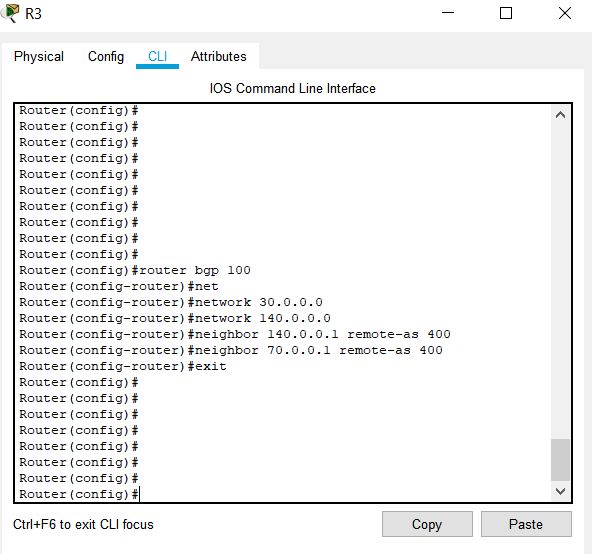 R3
Physical Config CLI Attributes
IOS Command Line Interface
Router(config)#
Router(config)#
Router(config)#
Router(config)#
Router(config)#
Router(config)#
Router(config)#
Router(config)#
Router(config)#
Router(config)#
Router(config)#router bgp 100
Router(config-router)#net
Router(config-router)#network 30.0.0.0
Router(config-router)#network 140.0.0.0
Router(config-router)#neighbor 140.0.0.1 remote-as 400
Router(config-router)#neighbor 70.0.0.1 remote-as 400
Router(config-router)#exit
Router(config)#
Router(config)#
Router(config)#
Router(config)#
Router(config)#
Router(config)#
Router(config)#
Router(config)#
Ctrl+F6 to exit CLI focus
Copy Paste